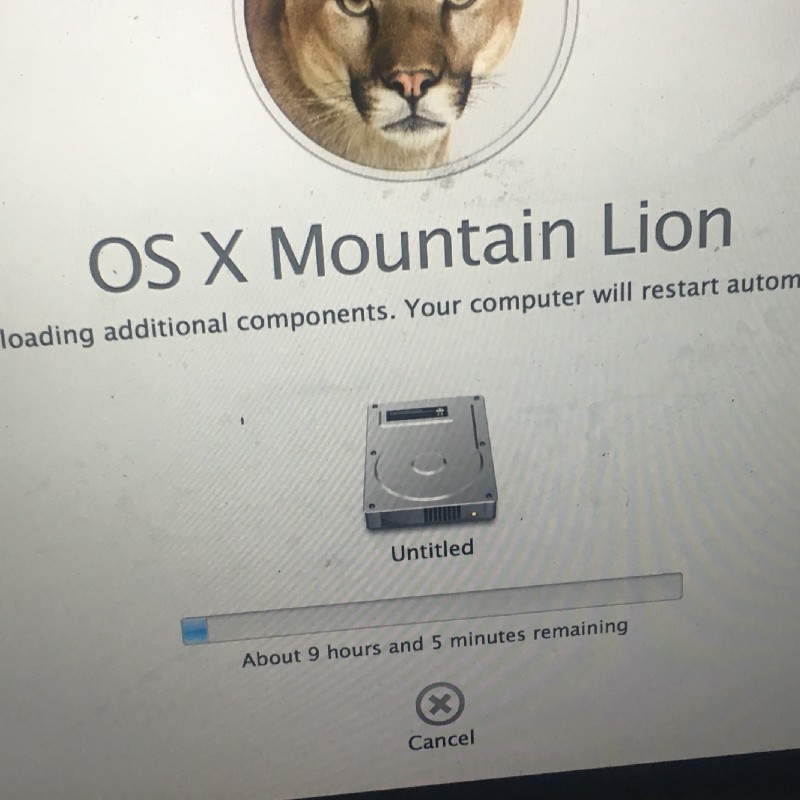 OS X Mountain Lion
loading additional components. Your computer will restart autom
Untitled
About 9 hours and 5 minutes remaining
Cancel